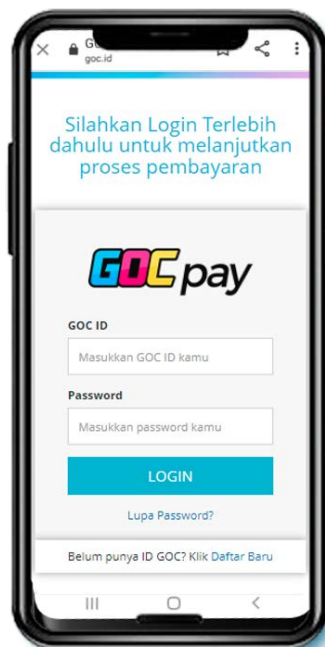 goc.id
Silahkan Login Terlebih
dahulu untuk melanjutkan
proses pembayaran
GOC pay
GOC ID
Masukkan GOC ID kamu
Password
Masukkan password kamu
LOGIN
Lupa Password?
Belum punya ID GOC? Klik Daftar Baru